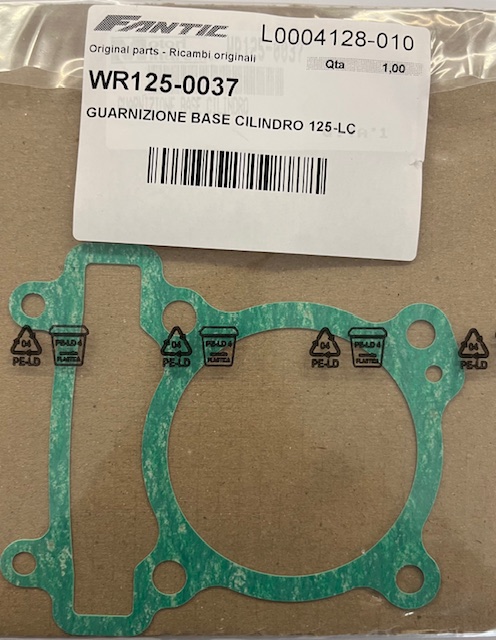 FANTIC
L0004128-010
Original parts - Ricambi originali
Qta 1,00
WR125-0037
GUARNIZIONE BASE CILINDRO 125-LC
04
PE-LD
PE-LD 4
PLASTICA
04
PE-LD
PE-LD 4
04
PE-LD
PE-LD 4
PLASTICA
04
PE-LD